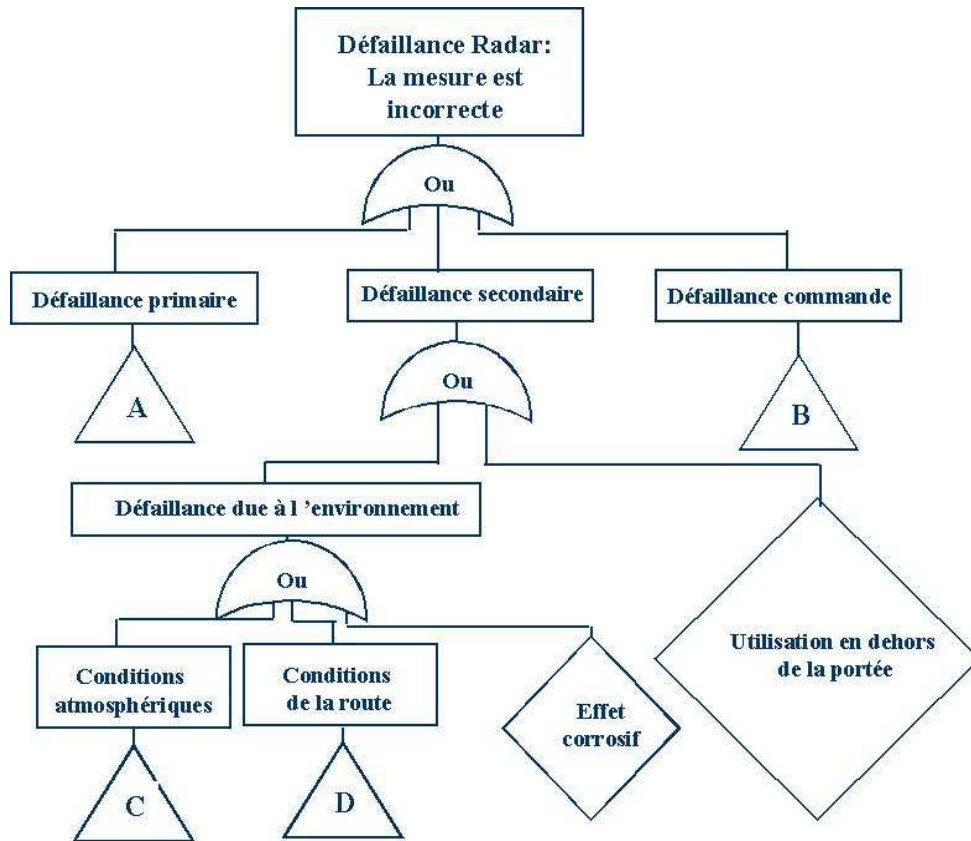 Défaillance Radar:
La mesure est
incorrecte
Ou
Défaillance primaire
Défaillance secondaire
Défaillance commande
A
Ou
B
Défaillance due à l ’environnement
Ou
Utilisation en dehors
de la portée
Conditions
atmosphériques
Conditions
de la route
Effet
corrosif
C
D